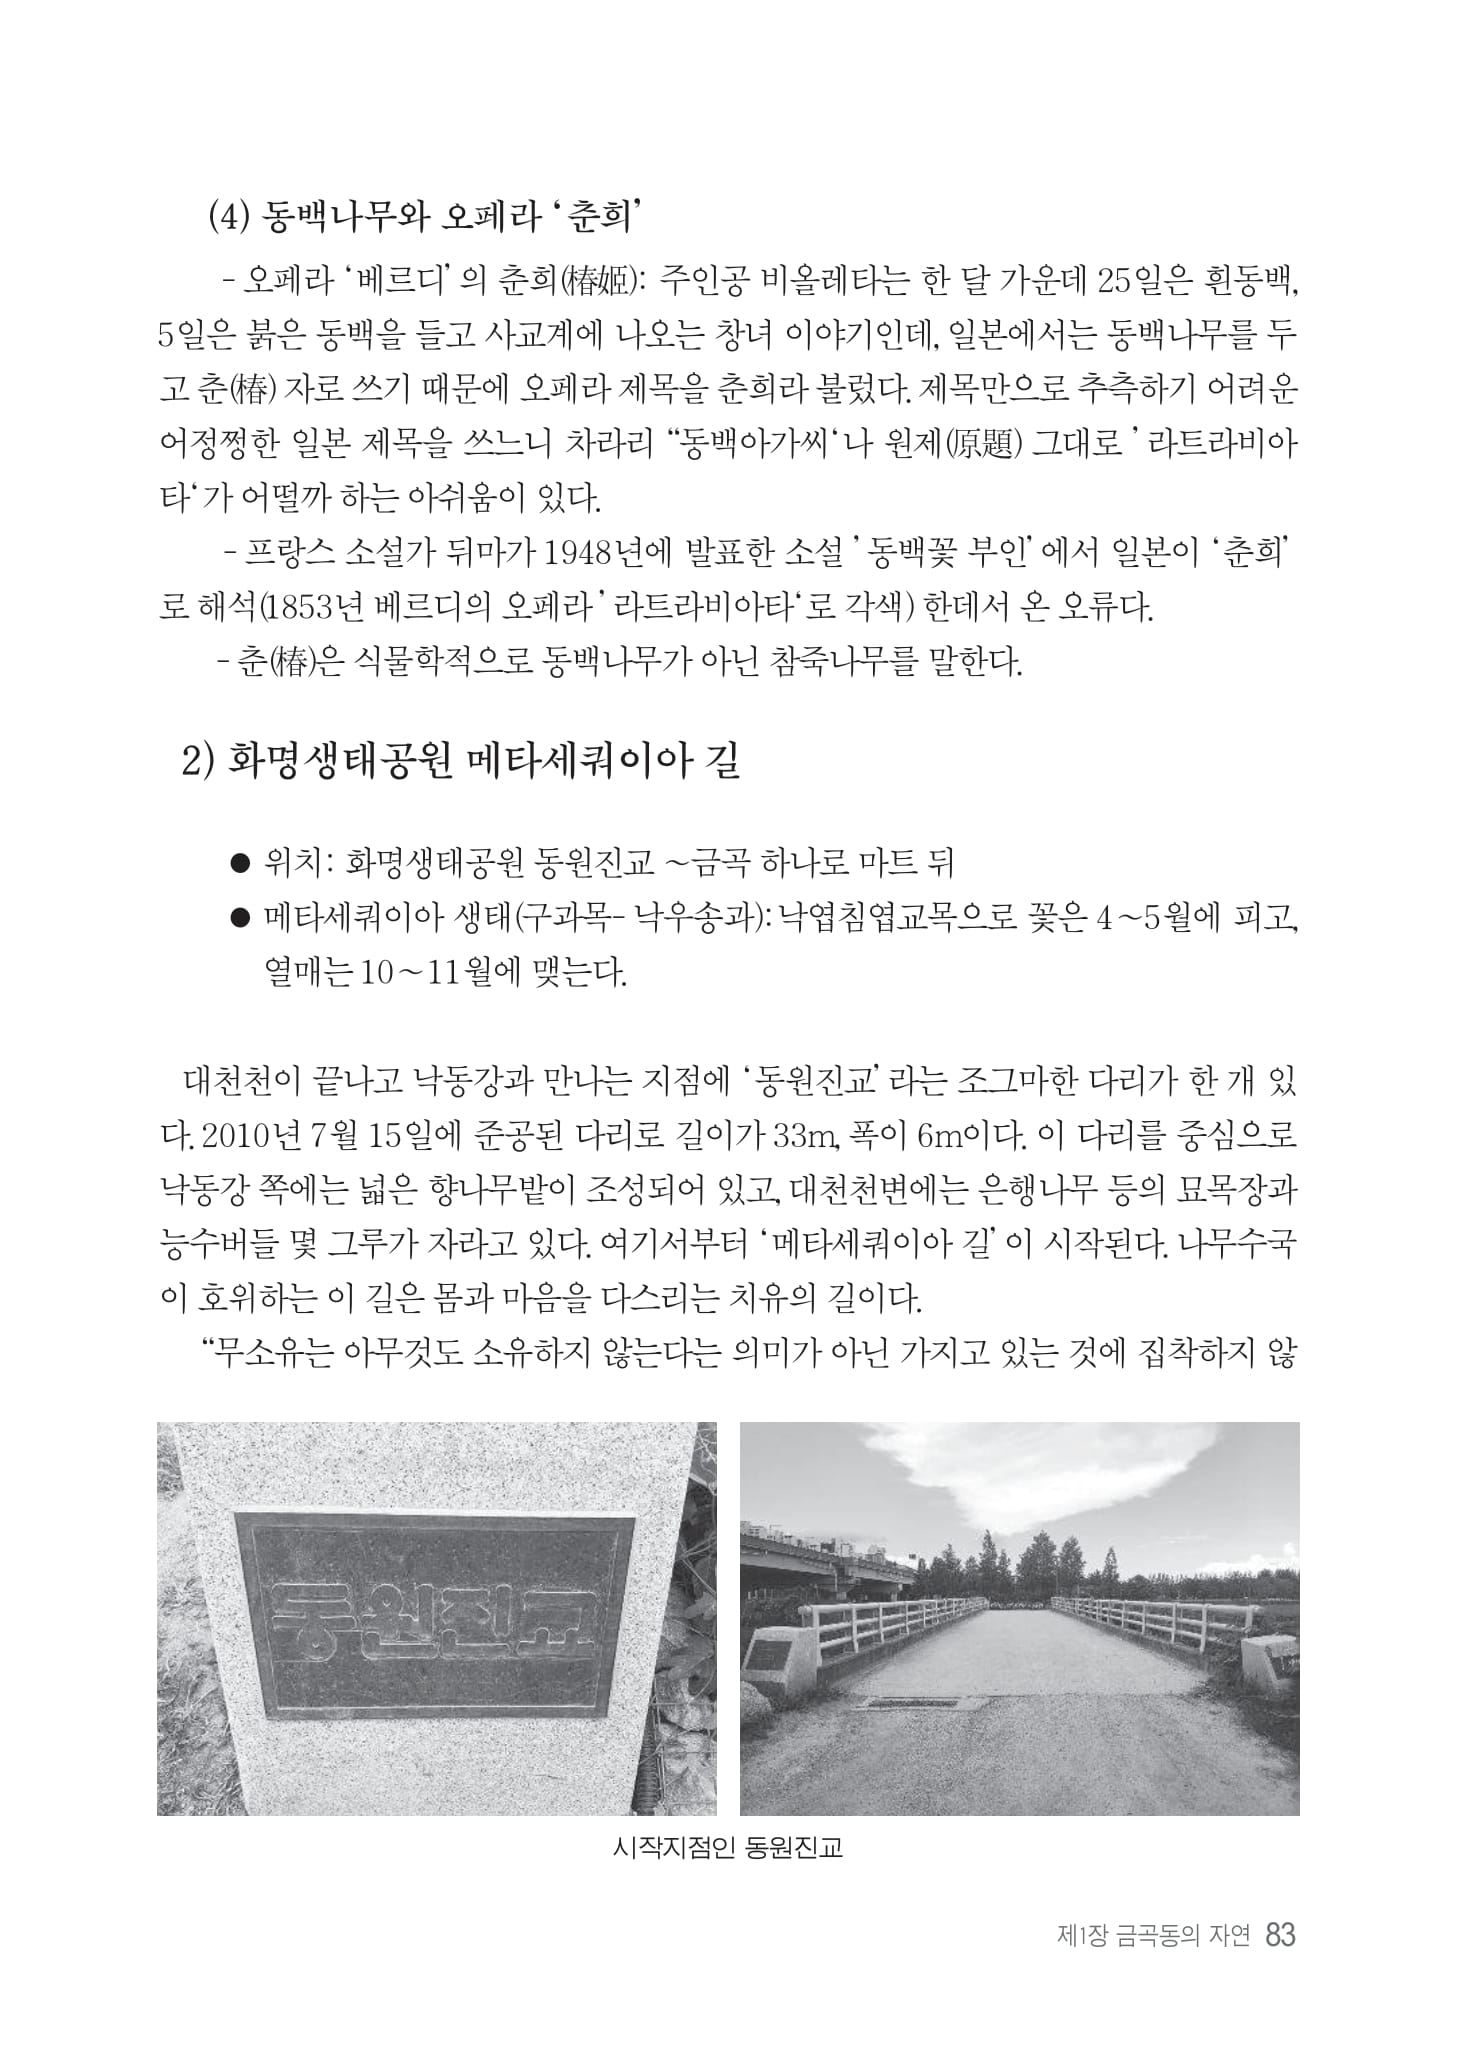 (4) 동백나무와 오페라 ‘춘희’
- 오페라 ‘베르디’의 춘희(椿姬): 주인공 비올레타는 한 달 가운데 25일은 흰동백,
5일은 붉은 동백을 들고 사교계에 나오는 창녀 이야기인데, 일본에서는 동백나무를 두
고 춘(椿) 자로 쓰기 때문에 오페라 제목을 춘희라 불렀다. 제목만으로 추측하기 어려운
어정쩡한 일본 제목을 쓰느니 차라리 “동백아가씨‘나 원제(原題) 그대로 ’라트라비아
타‘가 어떨까 하는 아쉬움이 있다.
- 프랑스 소설가 뒤마가 1948년에 발표한 소설 ’동백꽃 부인’에서 일본이 ‘춘희’
로 해석(1853년 베르디의 오페라 ’라트라비아타‘로 각색) 한데서 온 오류다.
- 춘(椿)은 식물학적으로 동백나무가 아닌 참죽나무를 말한다.
2) 화명생태공원 메타세쿼이아 길
● 위치: 화명생태공원 동원진교 ~금곡 하나로 마트 뒤
● 메타세쿼이아 생태(구과목- 낙우송과): 낙엽침엽교목으로 꽃은 4~5월에 피고,
열매는 10~11월에 맺는다.
대천천이 끝나고 낙동강과 만나는 지점에 ‘동원진교’라는 조그마한 다리가 한 개 있
다. 2010년 7월 15일에 준공된 다리로 길이가 33m, 폭이 6m이다. 이 다리를 중심으로
낙동강 쪽에는 넓은 향나무밭이 조성되어 있고, 대천천변에는 은행나무 등의 묘목장과
능수버들 몇 그루가 자라고 있다. 여기서부터 ‘메타세쿼이아 길’이 시작된다. 나무수국
이 호위하는 이 길은 몸과 마음을 다스리는 치유의 길이다.
“무소유는 아무것도 소유하지 않는다는 의미가 아닌 가지고 있는 것에 집착하지 않
동원진교
시작지점인 동원진교
제1장 금곡동의 자연 83